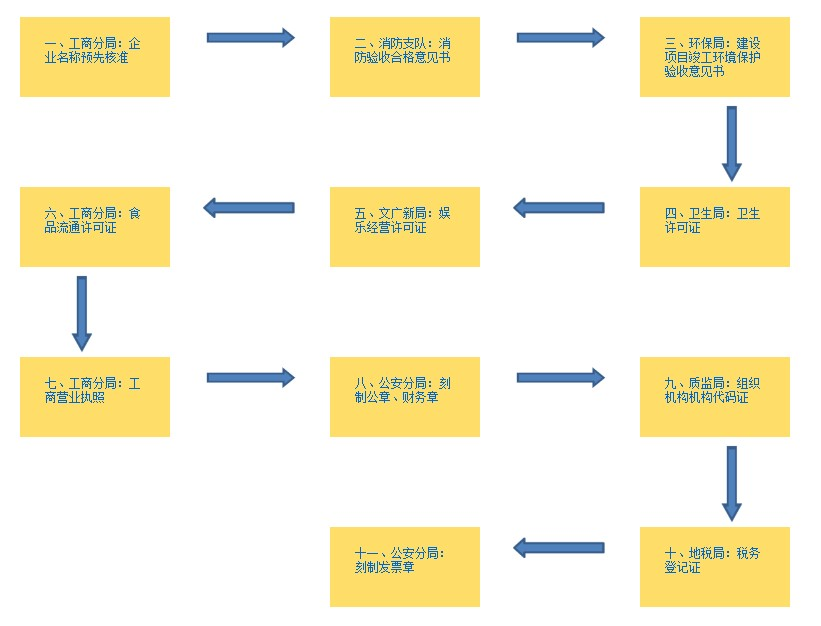 一、工商分局：企
业名称预先核准
二、消防支队：消
防验收合格意见书
三、环保局：建设
项目竣工环境保护
验收意见书
四、卫生局：卫生
许可证
五、文广新局：娱
乐经营许可证
六、工商分局：食
品流通许可证
七、工商分局：工
商营业执照
八、公安分局：刻
制公章、财务章
九、质监局：组织
机构机构代码证
十、地税局：税务
登记证
十一、公安分局：
刻制发票章